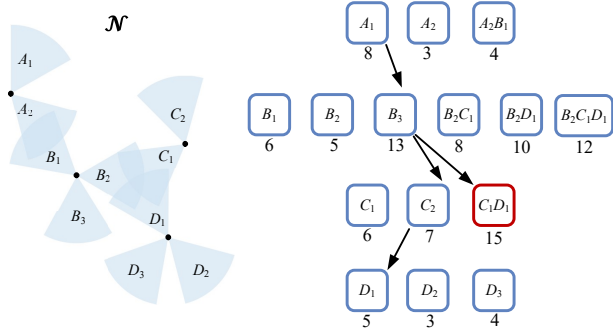 𝒩
A₁
A₂
B₁
B₂
B₃
C₂
C₁
D₁
D₃
D₂
A₁ A₂ A₂B₁
8 3 4
B₁ B₂ B₃ B₂C₁ B₂D₁ B₂C₁D₁
6 5 13 8 10 12
C₁ C₂ C₁D₁
6 7 15
D₁ D₂ D₃
5 3 4